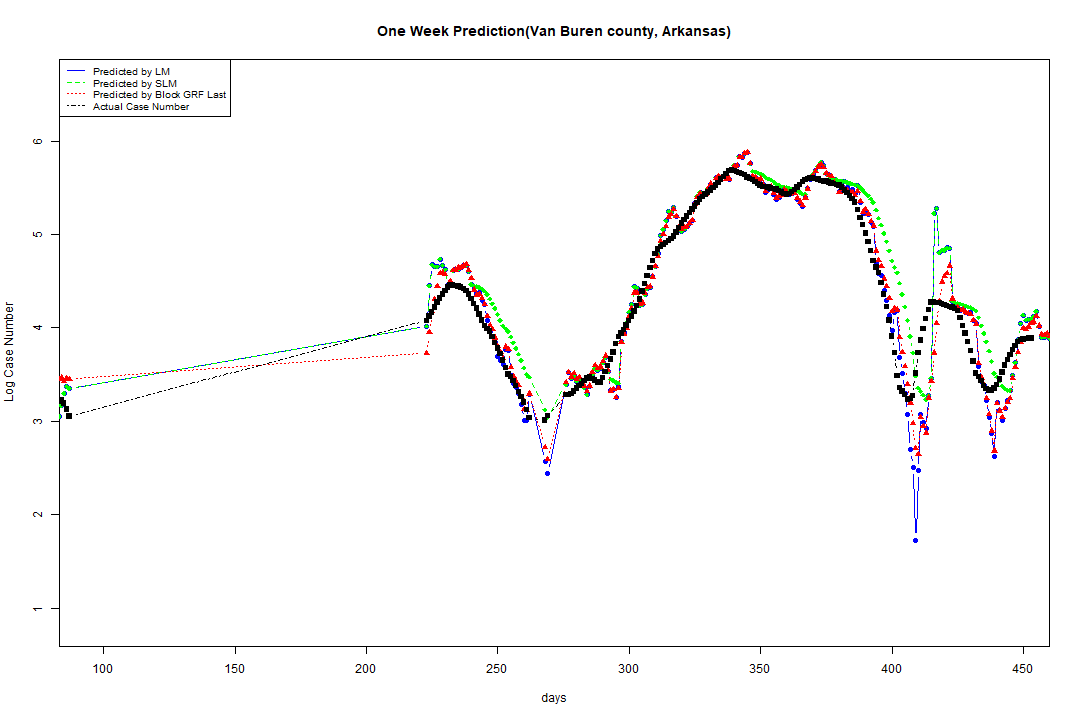 One Week Prediction(Van Buren county, Arkansas)
Predicted by LM
Predicted by SLM
Predicted by Block GRF Last
Actual Case Number
6
5
4
3
2
1
Log Case Number
100 150 200 250 300 350 400 450
days